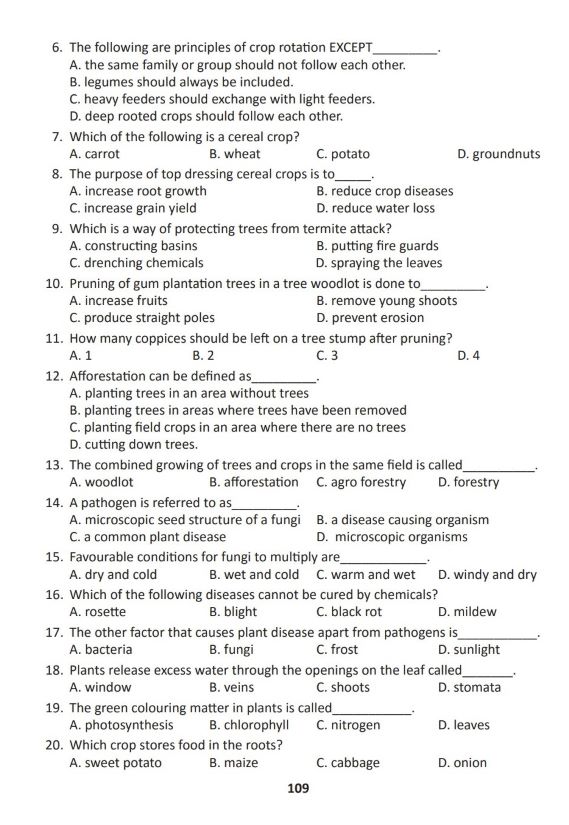 6. The following are principles of crop rotation EXCEPT__________.
A. the same family or group should not follow each other.
B. legumes should always be included.
C. heavy feeders should exchange with light feeders.
D. deep rooted crops should follow each other.
7. Which of the following is a cereal crop?
A. carrot B. wheat C. potato D. groundnuts
8. The purpose of top dressing cereal crops is to_____.
A. increase root growth B. reduce crop diseases
C. increase grain yield D. reduce water loss
9. Which is a way of protecting trees from termite attack?
A. constructing basins B. putting fire guards
C. drenching chemicals D. spraying the leaves
10. Pruning of gum plantation trees in a tree woodlot is done to_________.
A. increase fruits B. remove young shoots
C. produce straight poles D. prevent erosion
11. How many coppices should be left on a tree stump after pruning?
A. 1 B. 2 C. 3 D. 4
12. Afforestation can be defined as_________.
A. planting trees in an area without trees
B. planting trees in areas where trees have been removed
C. planting field crops in an area where there are no trees
D. cutting down trees.
13. The combined growing of trees and crops in the same field is called__________.
A. woodlot B. afforestation C. agro forestry D. forestry
14. A pathogen is referred to as_________.
A. microscopic seed structure of a fungi B. a disease causing organism
C. a common plant disease D. microscopic organisms
15. Favourable conditions for fungi to multiply are____________.
A. dry and cold B. wet and cold C. warm and wet D. windy and dry
16. Which of the following diseases cannot be cured by chemicals?
A. rosette B. blight C. black rot D. mildew
17. The other factor that causes plant disease apart from pathogens is___________.
A. bacteria B. fungi C. frost D. sunlight
18. Plants release excess water through the openings on the leaf called_______.
A. window B. veins C. shoots D. stomata
19. The green colouring matter in plants is called___________.
A. photosynthesis B. chlorophyll C. nitrogen D. leaves
20. Which crop stores food in the roots?
A. sweet potato B. maize C. cabbage D. onion
109